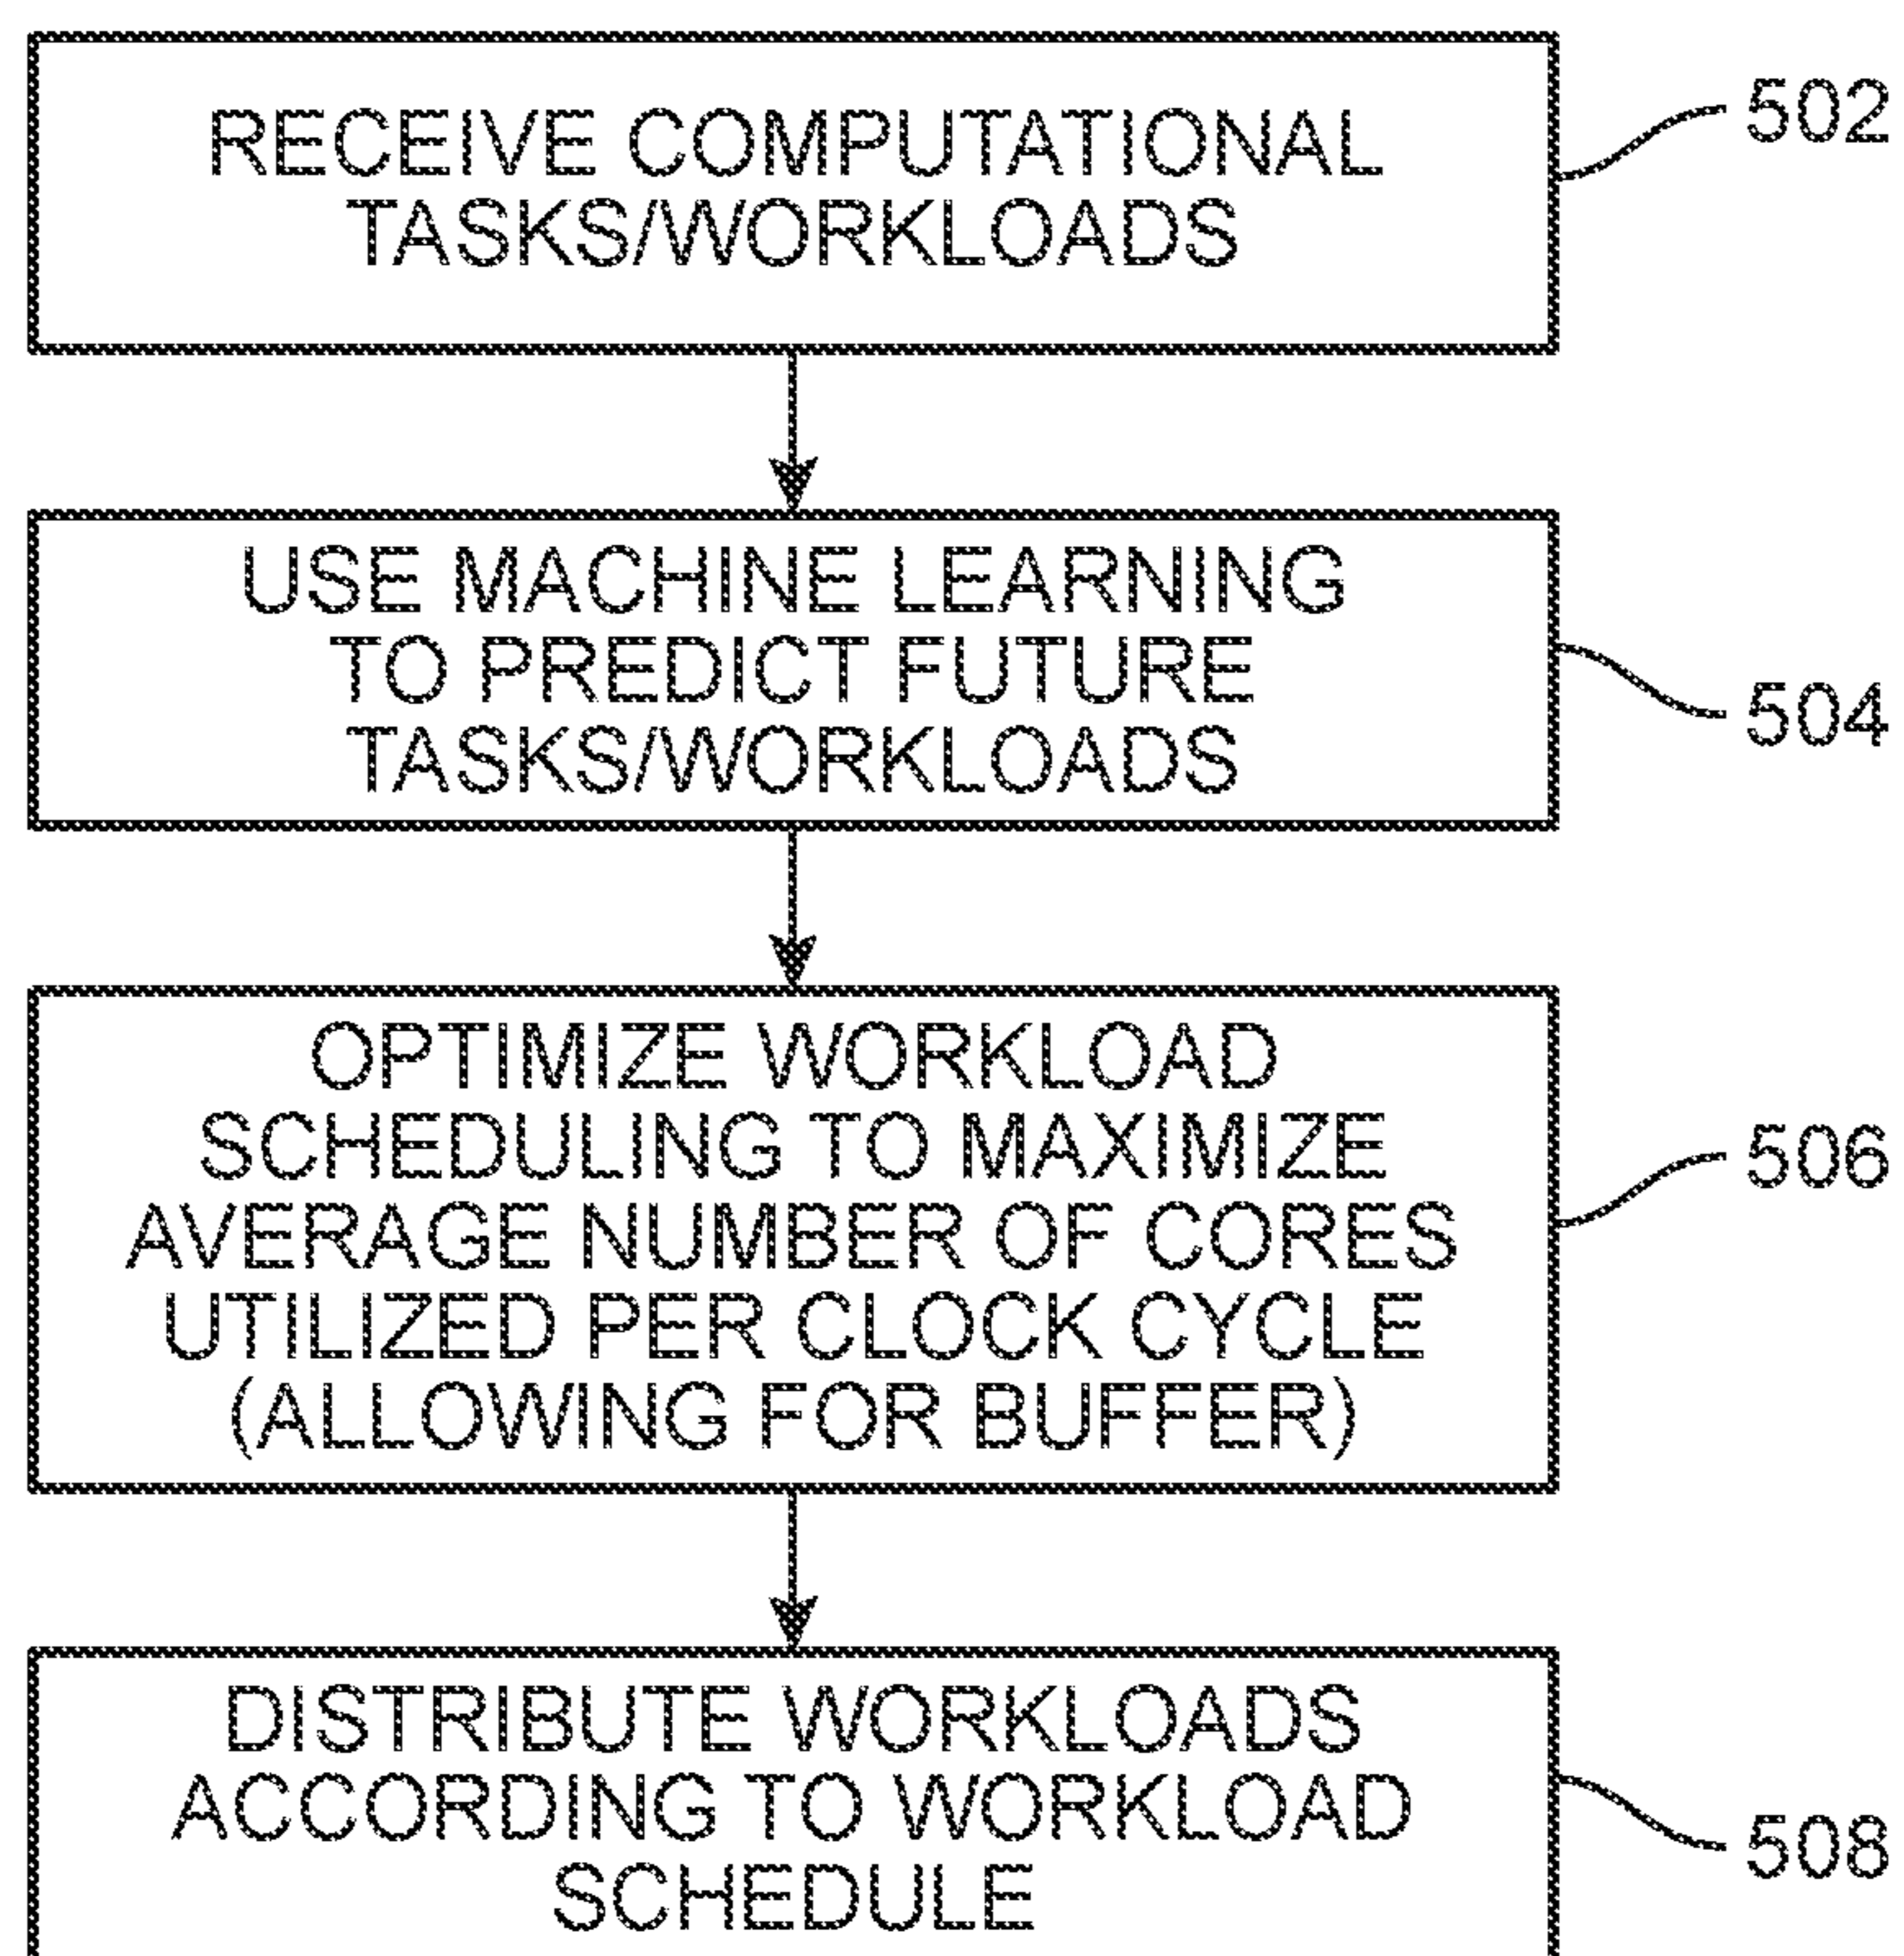 RECEIVE COMPUTATIONAL
TASKS/WORKLOADS
502
USE MACHINE LEARNING
TO PREDICT FUTURE
TASKS/WORKLOADS
504
OPTIMIZE WORKLOAD
SCHEDULING TO MAXIMIZE
AVERAGE NUMBER OF CORES
UTILIZED PER CLOCK CYCLE
(ALLOWING FOR BUFFER)
506
DISTRIBUTE WORKLOADS
ACCORDING TO WORKLOAD
SCHEDULE
508